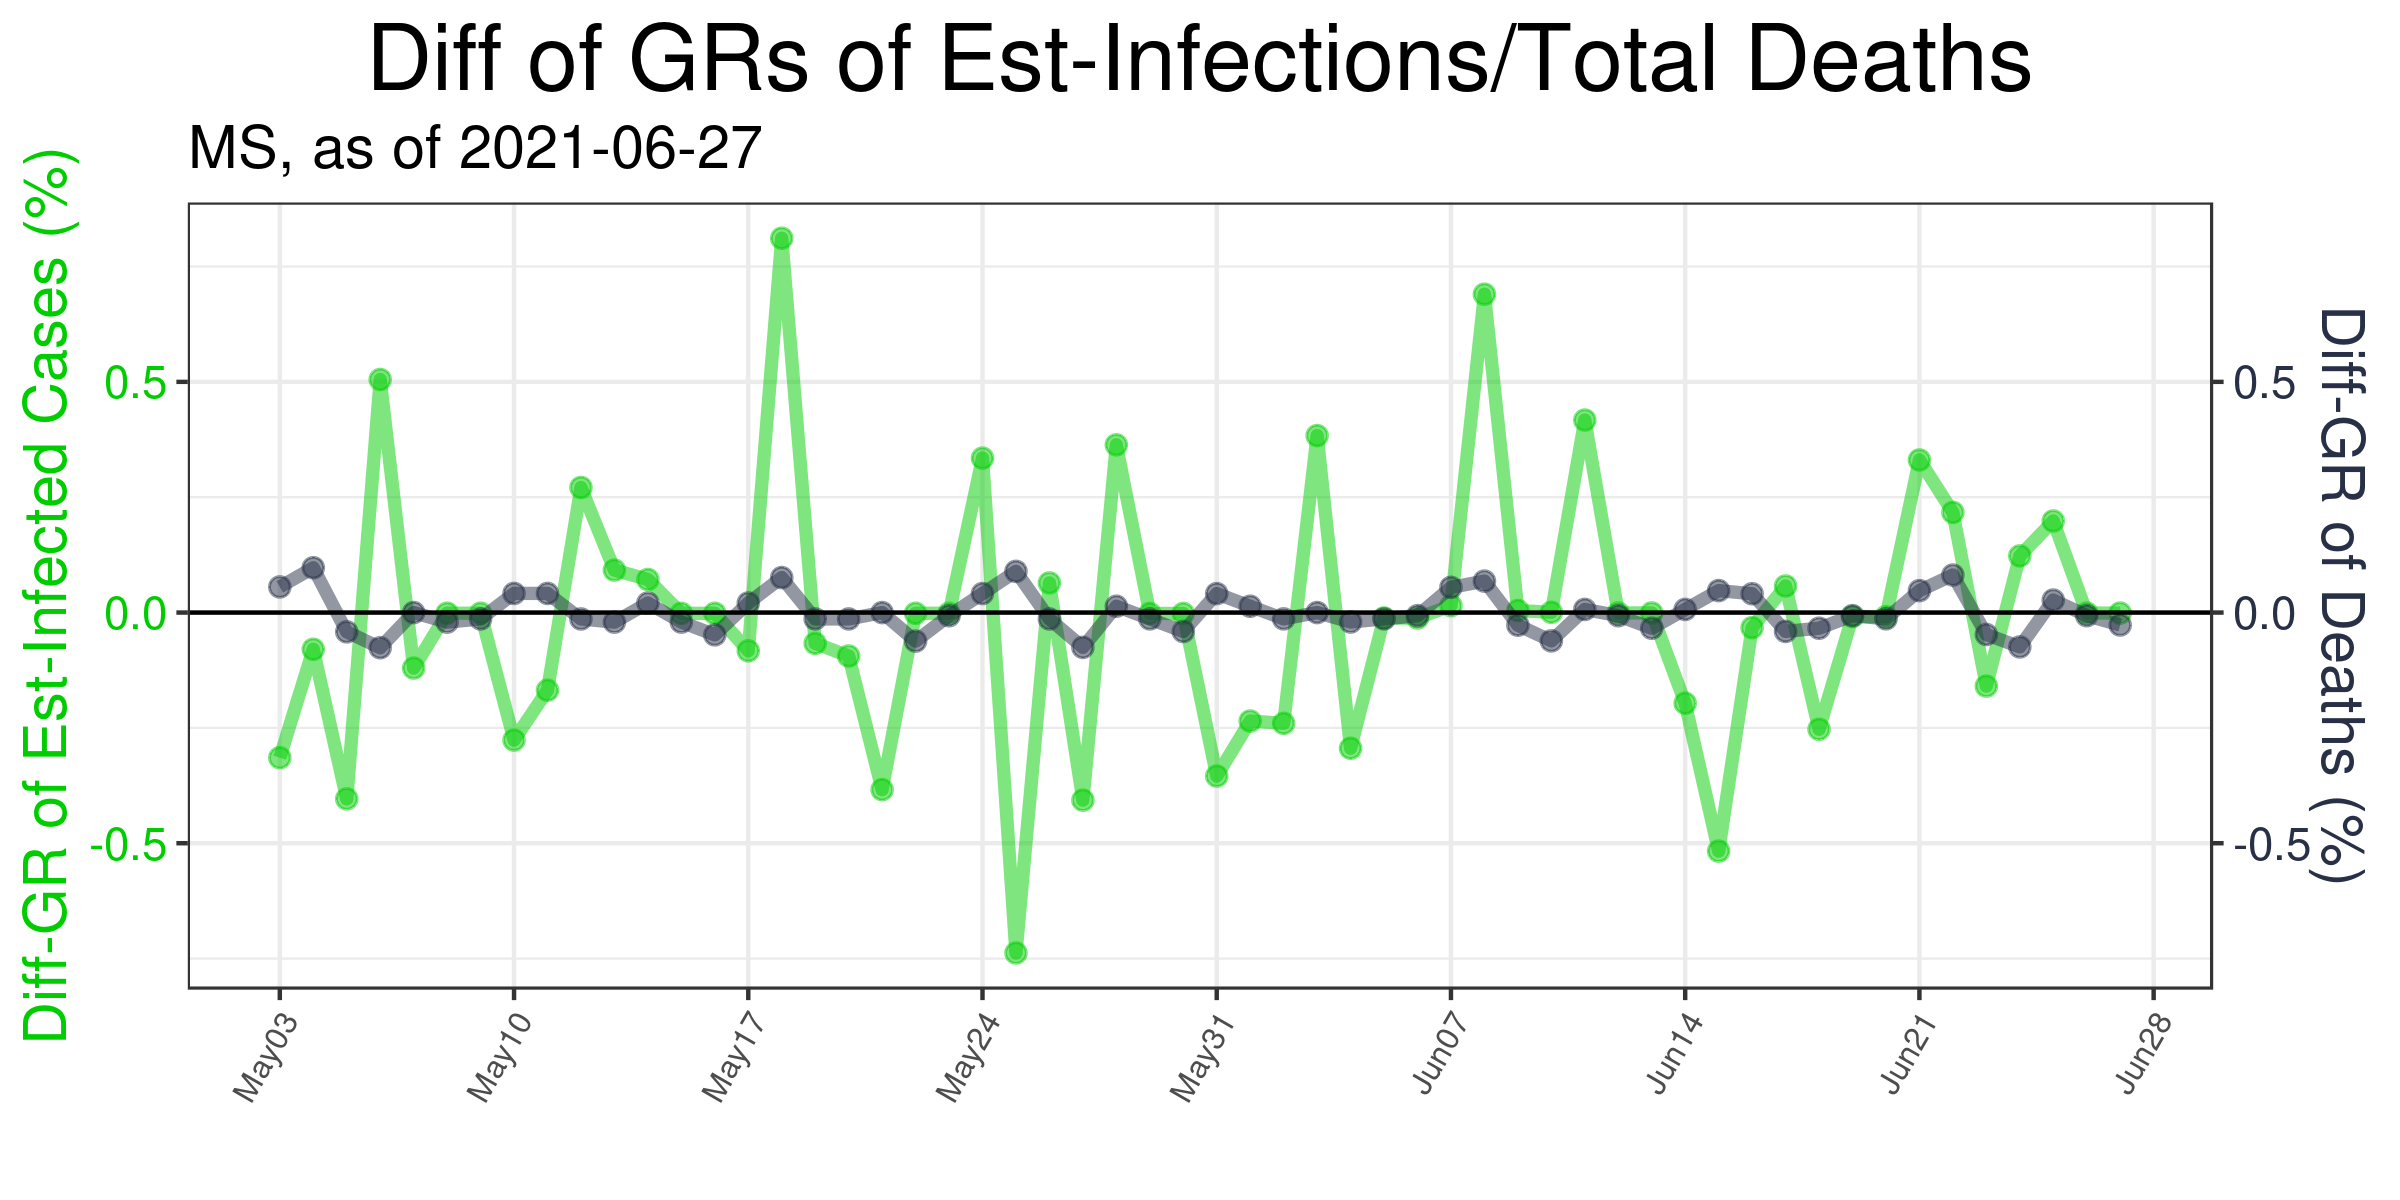 Diff of GRs of Est-Infections/Total Deaths
MS, as of 2021-06-27
Diff-GR of Est-Infected Cases (%)
0.5
0.0
-0.5
0.5
0.0
-0.5
Diff-GR of Deaths (%)
May03
May10
May17
May24
May31
Jun07
Jun14
Jun21
Jun28